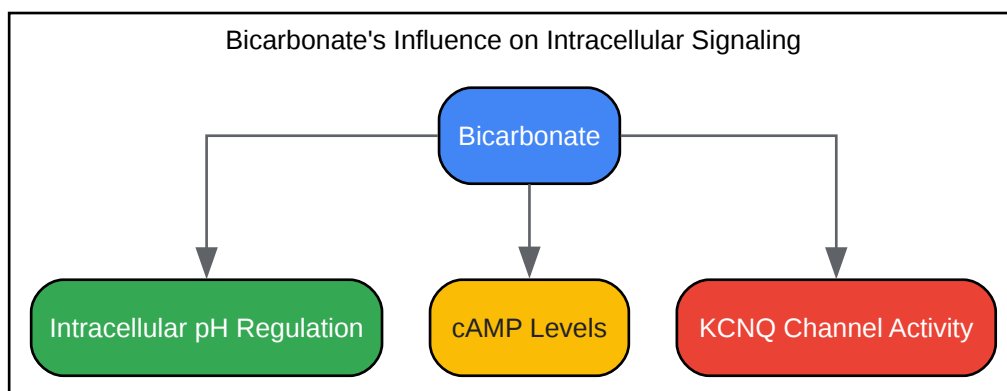 Bicarbonate's Influence on Intracellular Signaling
Bicarbonate
Intracellular pH Regulation
cAMP Levels
KCNQ Channel Activity